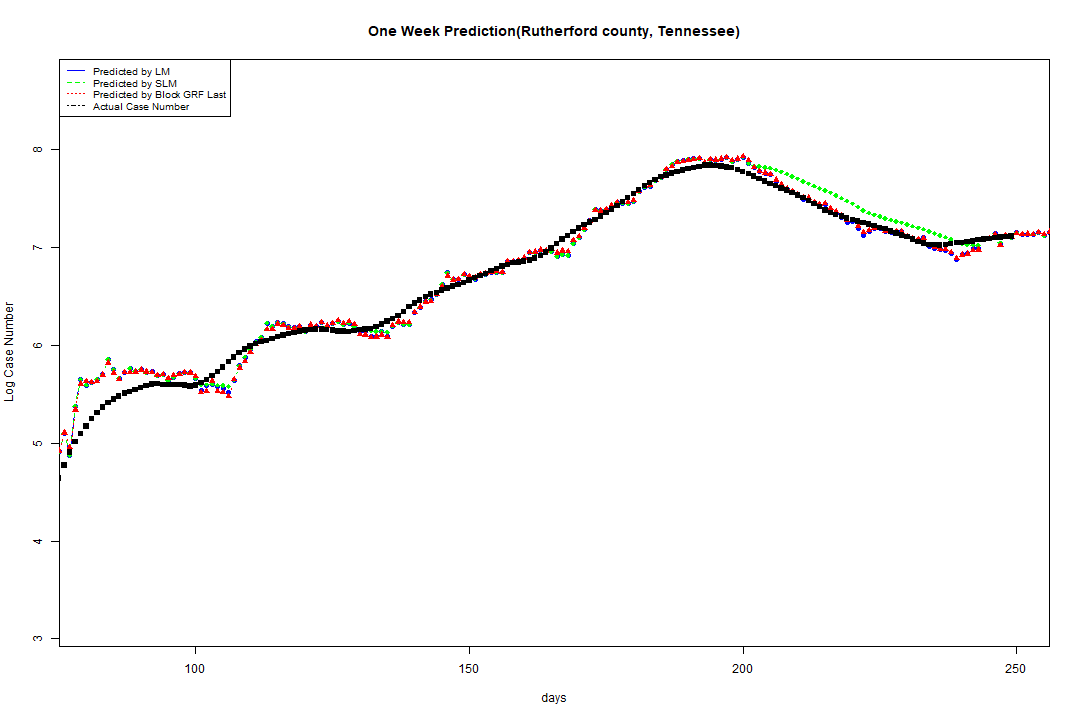 One Week Prediction(Rutherford county, Tennessee)
Predicted by LM
Predicted by SLM
Predicted by Block GRF Last
Actual Case Number
8
7
6
5
4
3
Log Case Number
100 150 200 250
days